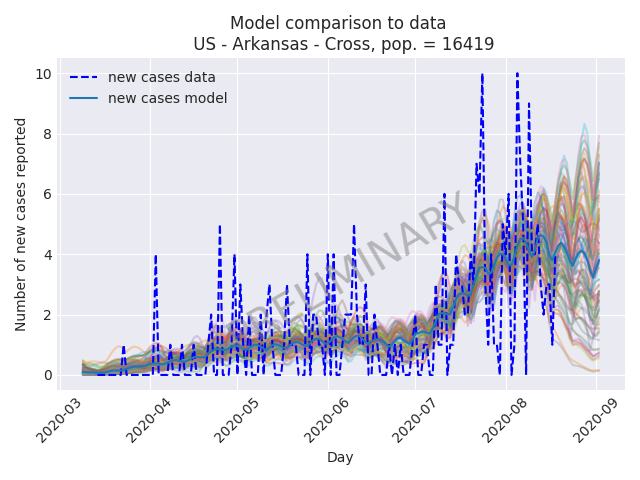 Model comparison to data
US - Arkansas - Cross, pop. = 16419
new cases data
new cases model
PRELIMINARY
Number of new cases reported
10
8
6
4
2
0
2020-03
2020-04
2020-05
2020-06
2020-07
2020-08
2020-09
Day